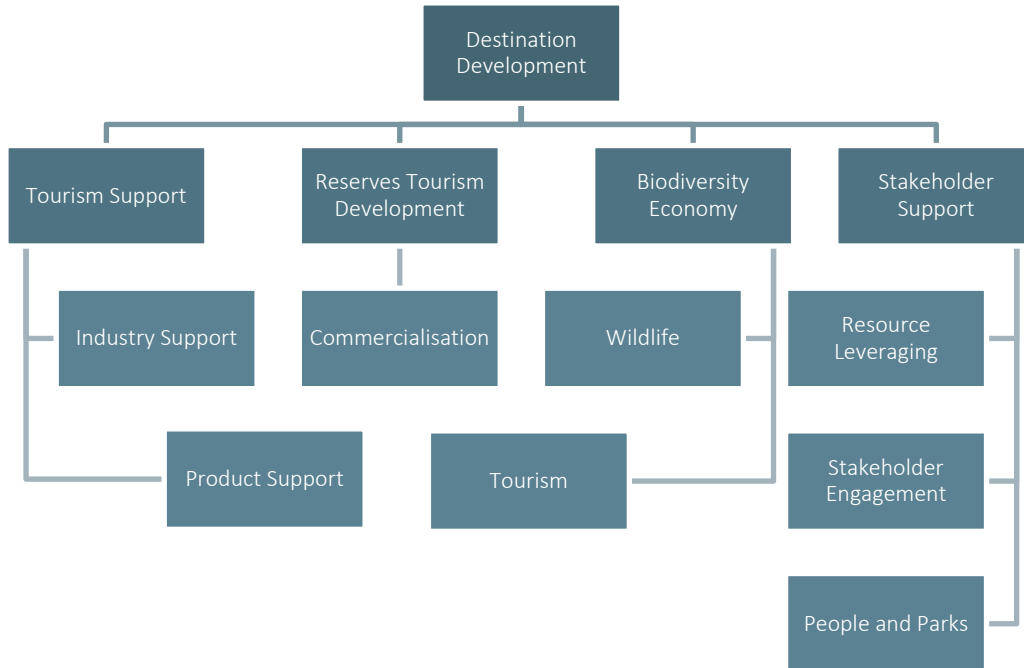 Destination
Development
Tourism Support
Reserves Tourism
Development
Biodiversity
Economy
Stakeholder
Support
Industry Support
Commercialisation
Wildlife
Resource
Leveraging
Product Support
Tourism
Stakeholder
Engagement
People and Parks